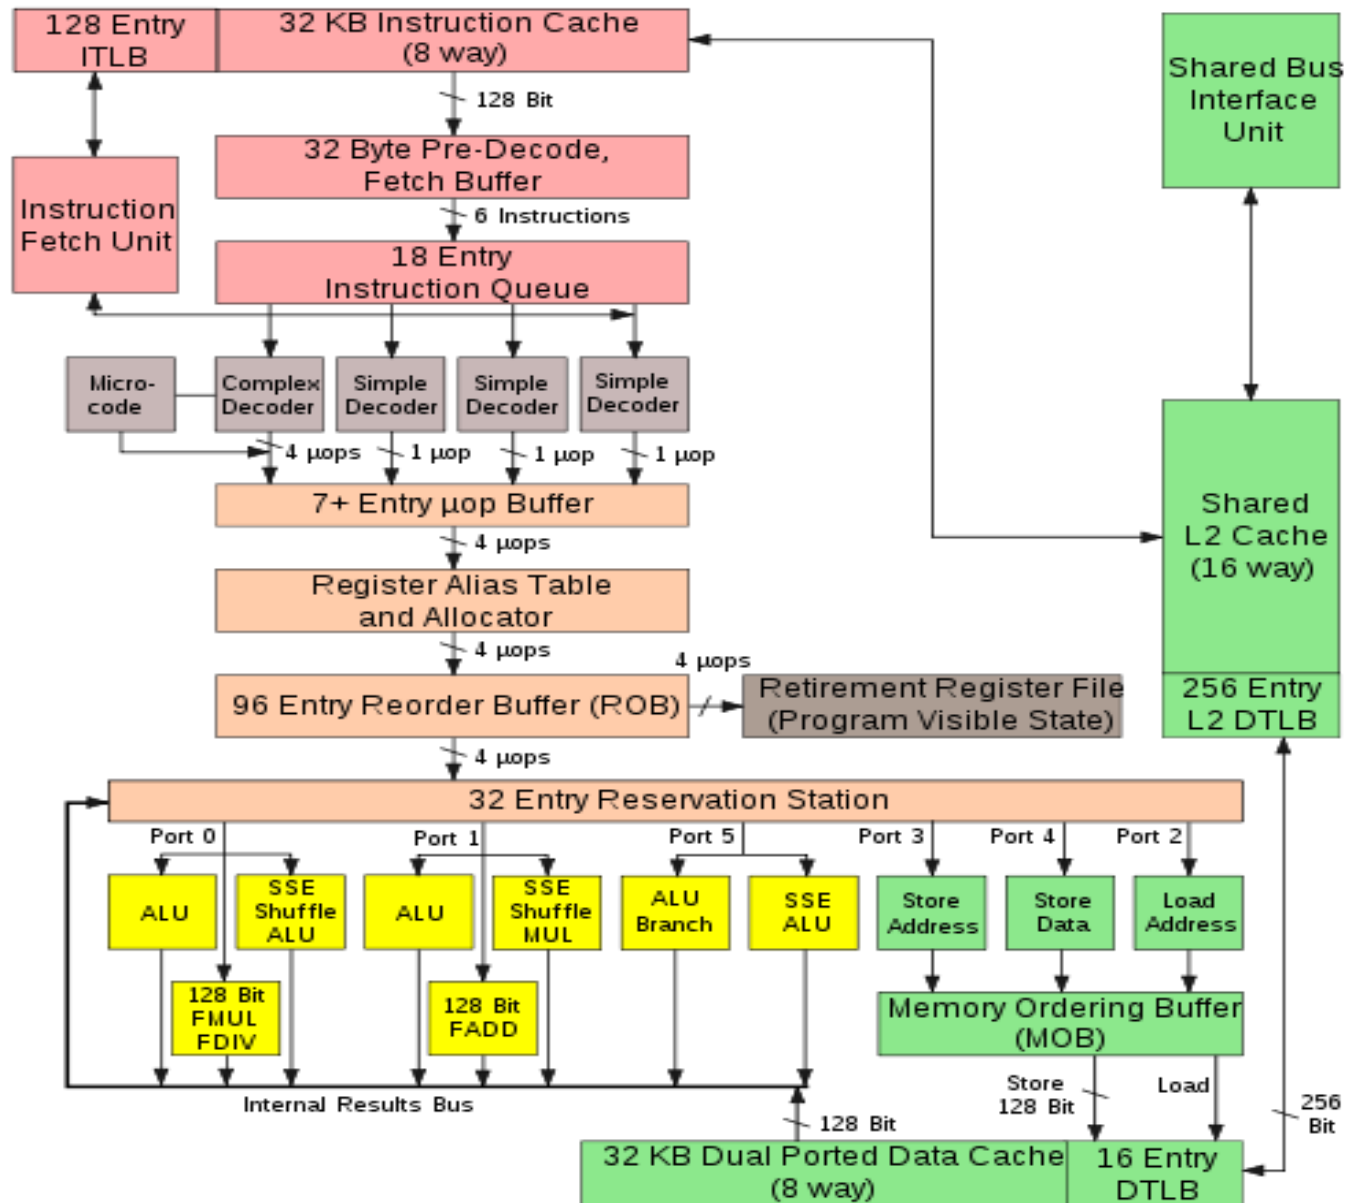 128 Entry
ITLB
32 KB Instruction Cache
(8 way)
Shared Bus
Interface
Unit
128 Bit
32 Byte Pre-Decode,
Fetch Buffer
Instruction
Fetch Unit
6 Instructions
18 Entry
Instruction Queue
Micro-
code
Complex
Decoder
Simple
Decoder
Simple
Decoder
Simple
Decoder
4 µops
1 µop
1 µop
1 µop
7+ Entry µop Buffer
Shared
L2 Cache
(16 way)
4 µops
Register Alias Table
and Allocator
4 µops
4 µops
96 Entry Reorder Buffer (ROB)
Retirement Register File
(Program Visible State)
256 Entry
L2 DTLB
4 µops
32 Entry Reservation Station
Port 0
Port 1
Port 5
Port 3
Port 4
Port 2
ALU
SSE
Shuffle
ALU
ALU
SSE
Shuffle
MUL
ALU
Branch
SSE
ALU
Store
Address
Store
Data
Load
Address
128 Bit
FMUL
FDIV
128 Bit
FADD
Memory Ordering Buffer
(MOB)
Internal Results Bus
Store
128 Bit
Load
256
Bit
128 Bit
32 KB Dual Ported Data Cache
(8 way)
16 Entry
DTLB